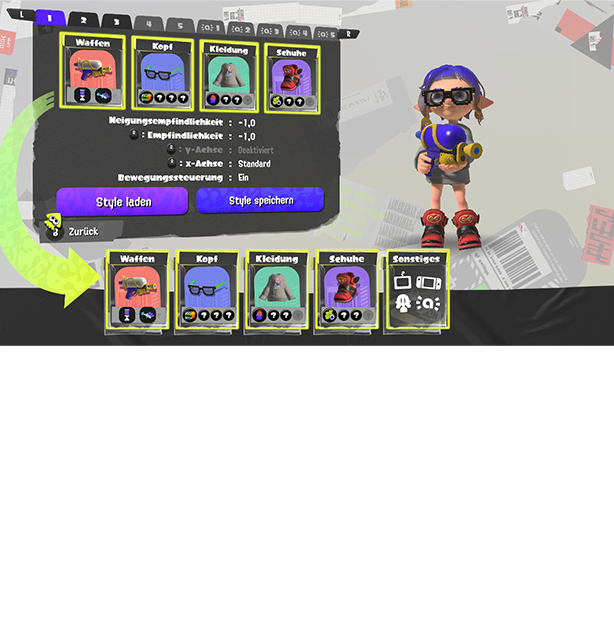 L 1 2 3 4 5 1 2 3 4 5 R
Waffen Kopf Kleidung Schuhe
Neigungsempfindlichkeit : -1,0
R : Empfindlichkeit : -1,0
y-Achse : Deaktiviert
x-Achse : Standard
Bewegungssteuerung : Ein
Style laden Style speichern
B Zurück
Waffen Kopf Kleidung Schuhe Sonstiges